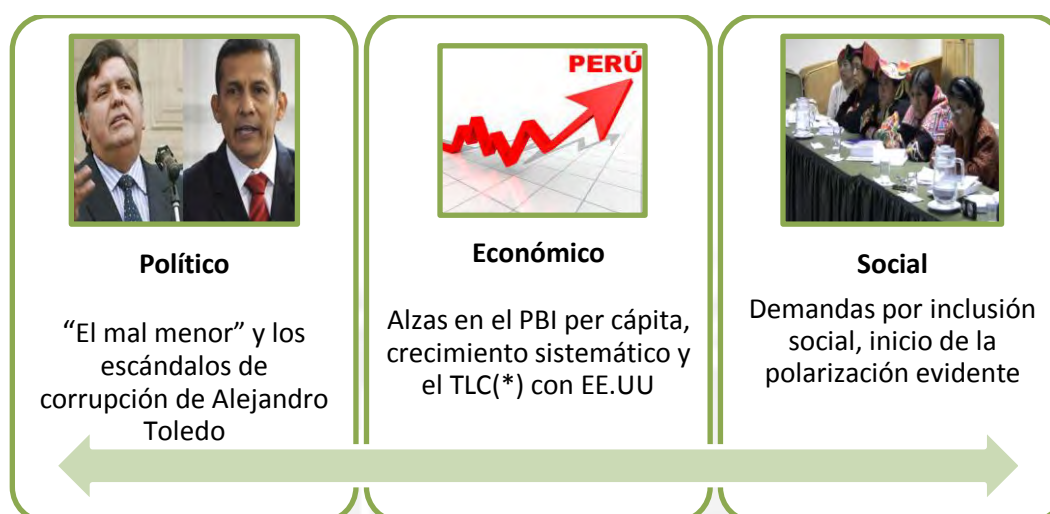 Político
“El mal menor” y los
escándalos de
corrupción de Alejandro
Toledo
PERÚ
Económico
Alzas en el PBI per cápita,
crecimiento sistemático y
el TLC(*) con EE.UU
Social
Demandas por inclusión
social, inicio de la
polarización evidente